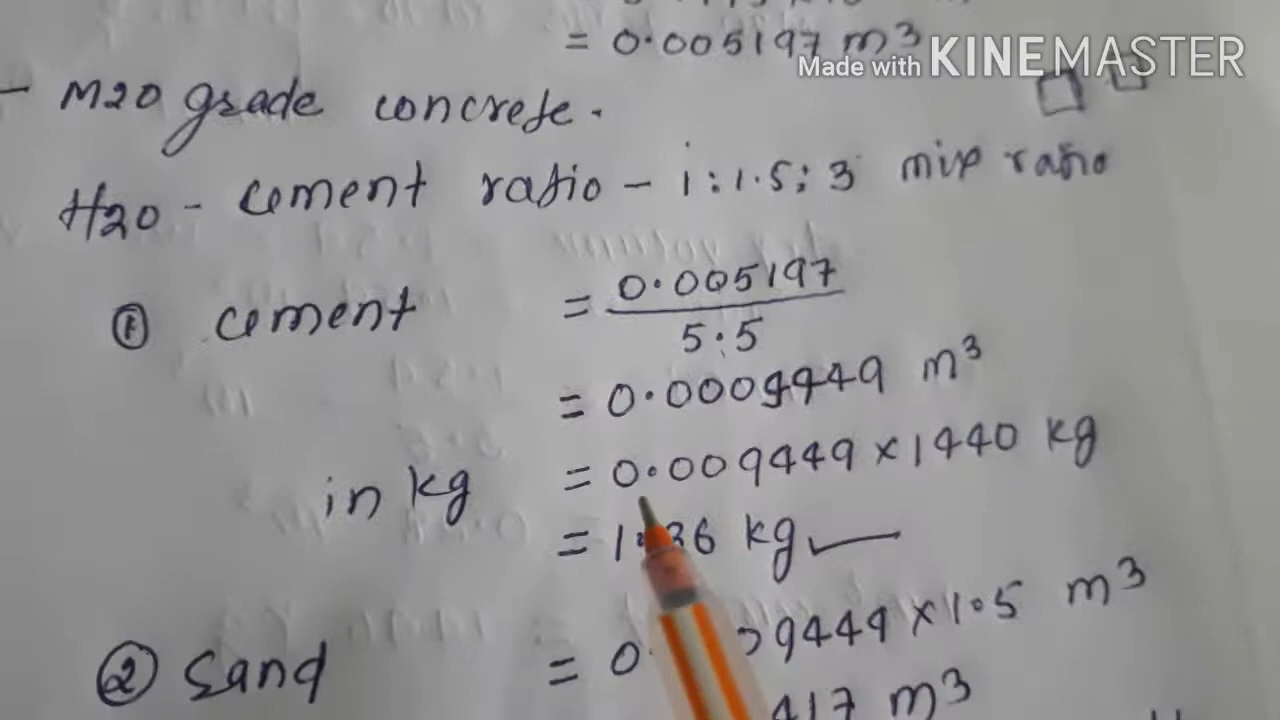 = 0.005197 m3
Made with KINEMASTER
- M20 grade concrete.
H20 - cement ratio - 1:1.5:3 mix ratio
① cement = 0.005197
5.5
= 0.0009449 m3
in kg = 0.009449 × 1440 kg
= 1.36 kg
② Sand = 0. 9449 × 1.5 m3
417 m3